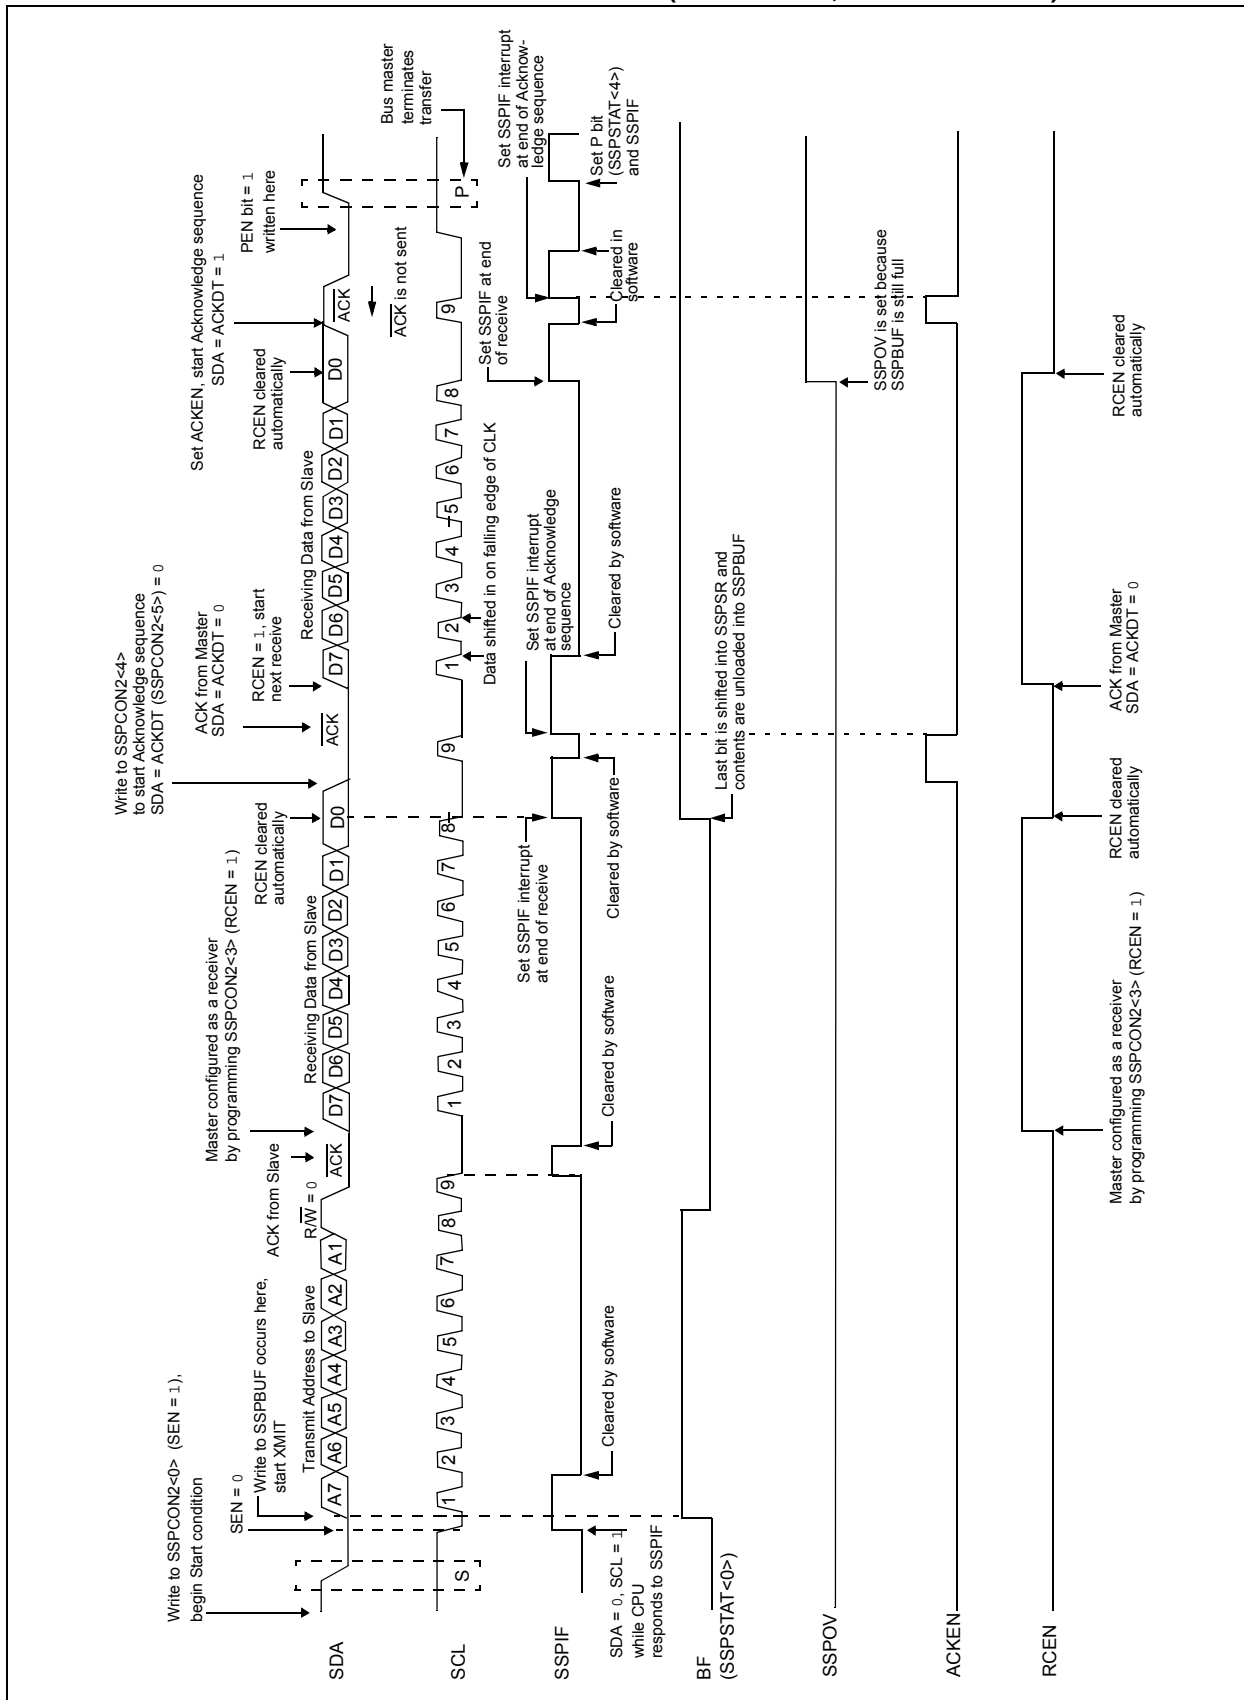 Write to SSPCON2<0> (SEN = 1),
begin Start condition
SEN = 0
Write to SSPBUF occurs here,
start XMIT
Transmit Address to Slave
R/W = 0
ACK from Slave
Master configured as a receiver
by programming SSPCON2<3> (RCEN = 1)
Receiving Data from Slave
RCEN cleared
automatically
Write to SSPCON2<4>
to start Acknowledge sequence
SDA = ACKDT (SSPCON2<5>) = 0
ACK from Master
SDA = ACKDT = 0
RCEN = 1, start
next receive
Receiving Data from Slave
RCEN cleared
automatically
Set ACKEN, start Acknowledge sequence
SDA = ACKDT = 1
PEN bit = 1
written here
SDA
A7 A6 A5 A4 A3 A2 A1
ACK
D7 D6 D5 D4 D3 D2 D1 D0
ACK
D7 D6 D5 D4 D3 D2 D1 D0
ACK
ACK is not sent
Bus master
terminates
transfer
SCL
S
1 2 3 4 5 6 7 8 9
1 2 3 4 5 6 7 8 9
1 2 3 4 5 6 7 8 9
P
Data shifted in on falling edge of CLK
Set SSPIF at end
of receive
Set SSPIF interrupt
at end of Acknow-
ledge sequence
Set SSPIF interrupt
at end of receive
Set SSPIF interrupt
at end of Acknowledge
sequence
SSPIF
SDA = 0, SCL = 1
while CPU
responds to SSPIF
Cleared by software
Cleared by software
Cleared by software
Cleared by software
Cleared in
software
Set P bit
(SSPSTAT<4>)
and SSPIF
BF
(SSPSTAT<0>)
Last bit is shifted into SSPSR and
contents are unloaded into SSPBUF
SSPOV
SSPOV is set because
SSPBUF is still full
ACKEN
RCEN
Master configured as a receiver
by programming SSPCON2<3> (RCEN = 1)
RCEN cleared
automatically
ACK from Master
SDA = ACKDT = 0
RCEN cleared
automatically